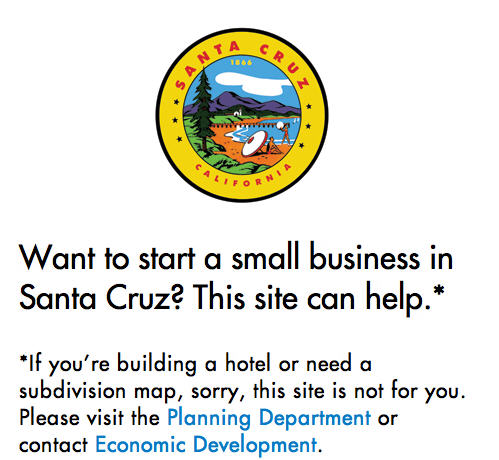 SANTA CRUZ
1866
CALIFORNIA
Want to start a small business in
Santa Cruz? This site can help.*
*If you’re building a hotel or need a
subdivision map, sorry, this site is not for you.
Please visit the Planning Department or
contact Economic Development.